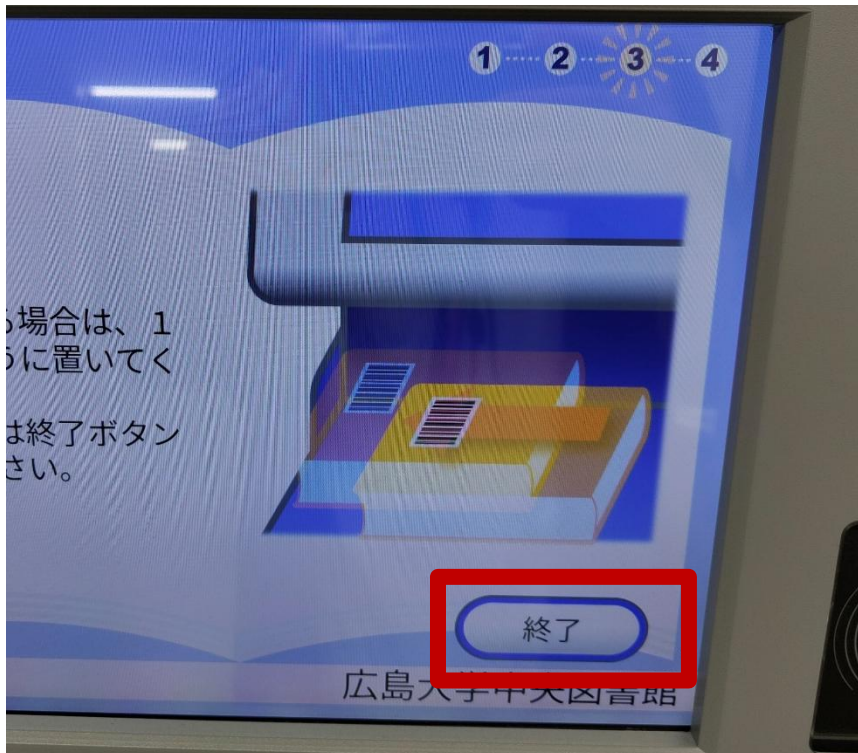 1 2 3 4
る場合は、１
うに置いてく
は終了ボタン
さい。
終了
広島大学中央図書館